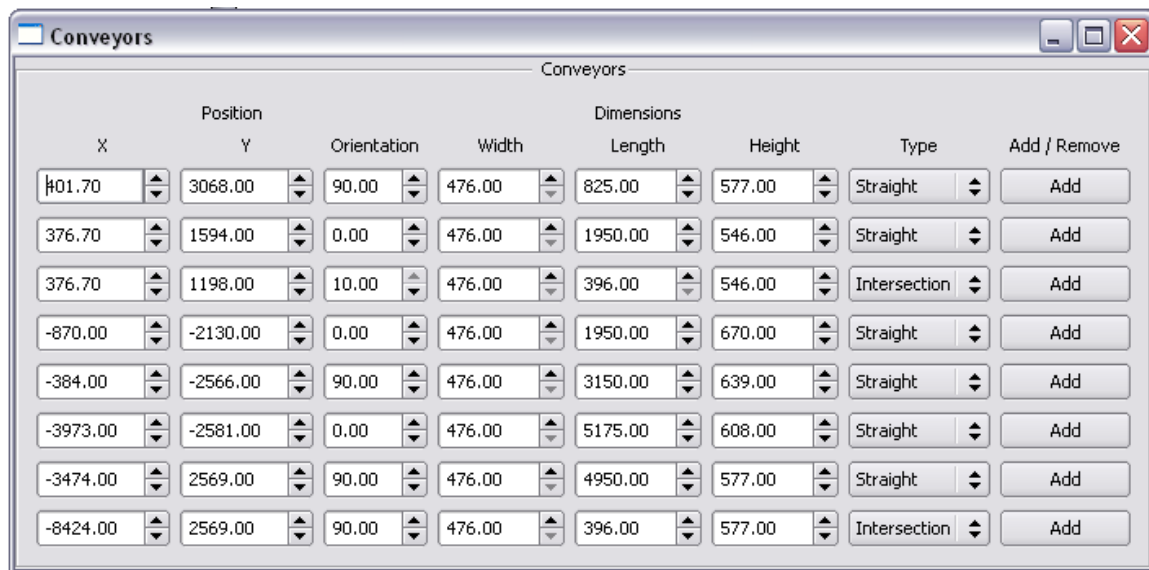 Conveyors
Conveyors
Position Dimensions
X Y Orientation Width Length Height Type Add / Remove
401.70 3068.00 90.00 476.00 825.00 577.00 Straight Add
376.70 1594.00 0.00 476.00 1950.00 546.00 Straight Add
376.70 1198.00 10.00 476.00 396.00 546.00 Intersection Add
-870.00 -2130.00 0.00 476.00 1950.00 670.00 Straight Add
-384.00 -2566.00 90.00 476.00 3150.00 639.00 Straight Add
-3973.00 -2581.00 0.00 476.00 5175.00 608.00 Straight Add
-3474.00 2569.00 90.00 476.00 4950.00 577.00 Straight Add
-8424.00 2569.00 90.00 476.00 396.00 577.00 Intersection Add